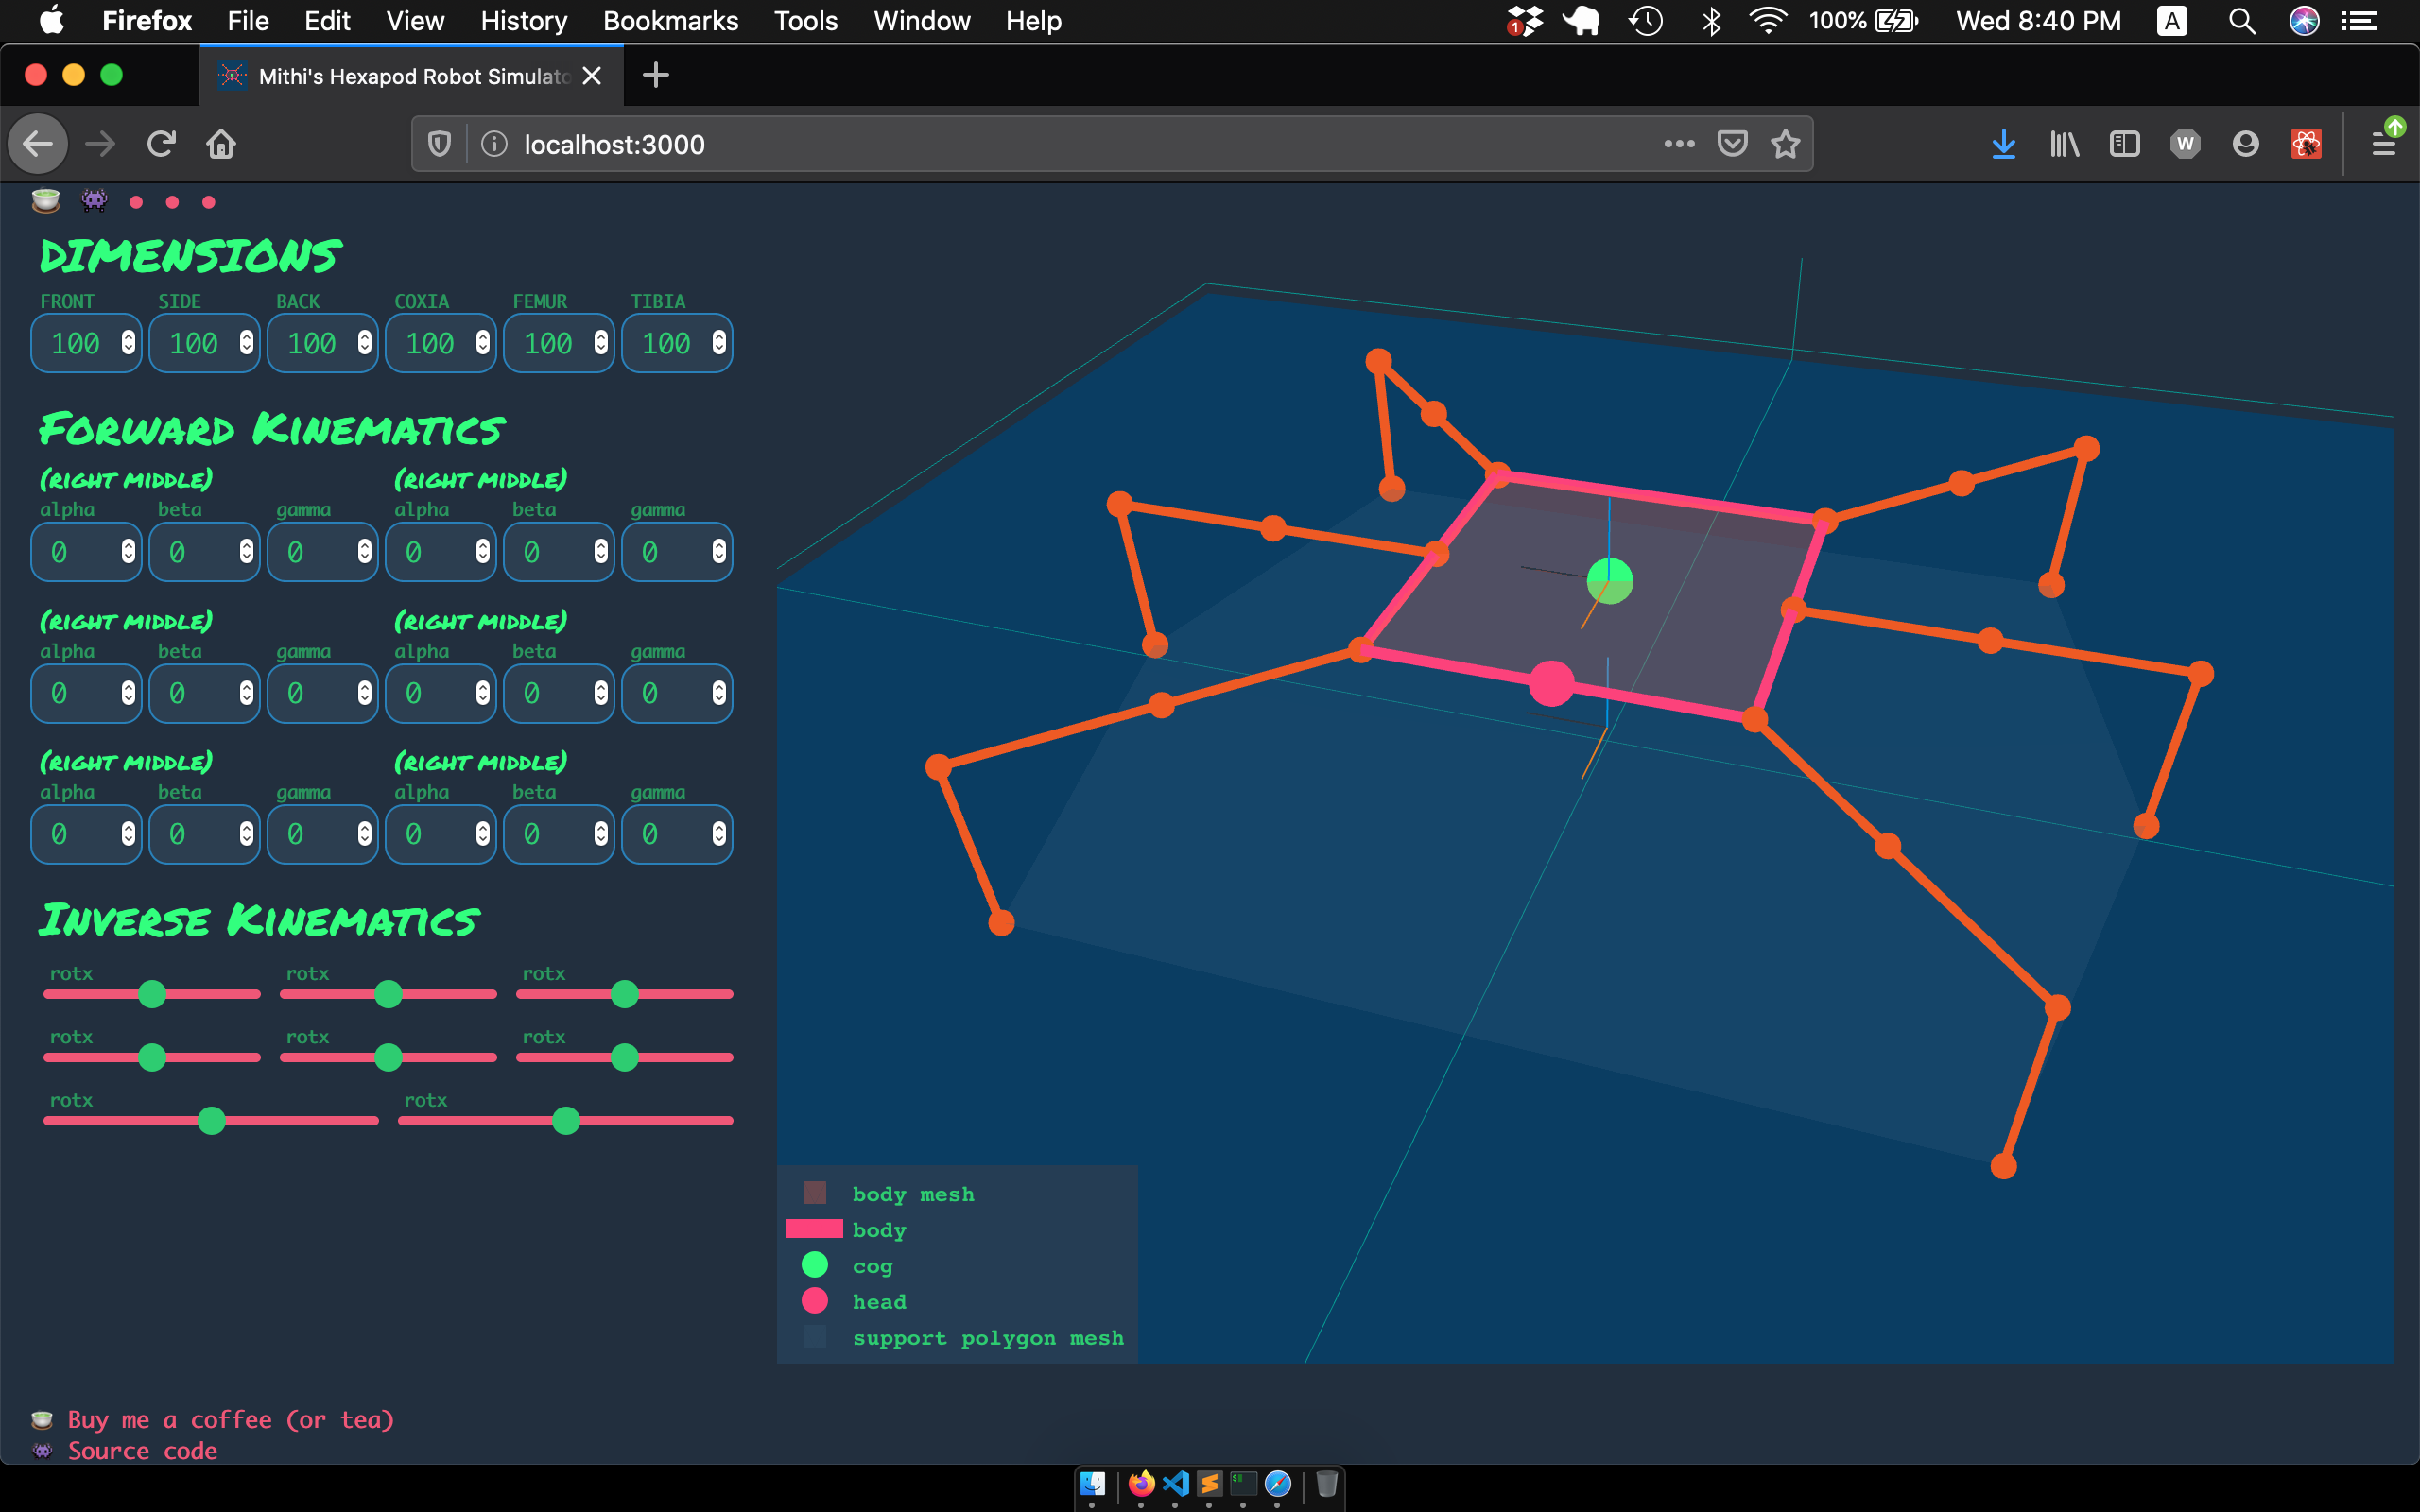 Firefox File Edit View History Bookmarks Tools Window Help 1 100% Wed 8:40 PM A
Mithi's Hexapod Robot Simulato
localhost:3000 W
DIMENSIONS
FRONT SIDE BACK COXIA FEMUR TIBIA
100 100 100 100 100 100
FORWARD KINEMATICS
(RIGHT MIDDLE) (RIGHT MIDDLE)
alpha beta gamma alpha beta gamma
0 0 0 0 0 0
(RIGHT MIDDLE) (RIGHT MIDDLE)
alpha beta gamma alpha beta gamma
0 0 0 0 0 0
(RIGHT MIDDLE) (RIGHT MIDDLE)
alpha beta gamma alpha beta gamma
0 0 0 0 0 0
INVERSE KINEMATICS
rotx rotx rotx
rotx rotx rotx
rotx rotx
body mesh
body
cog
head
support polygon mesh
Buy me a coffee (or tea)
Source code